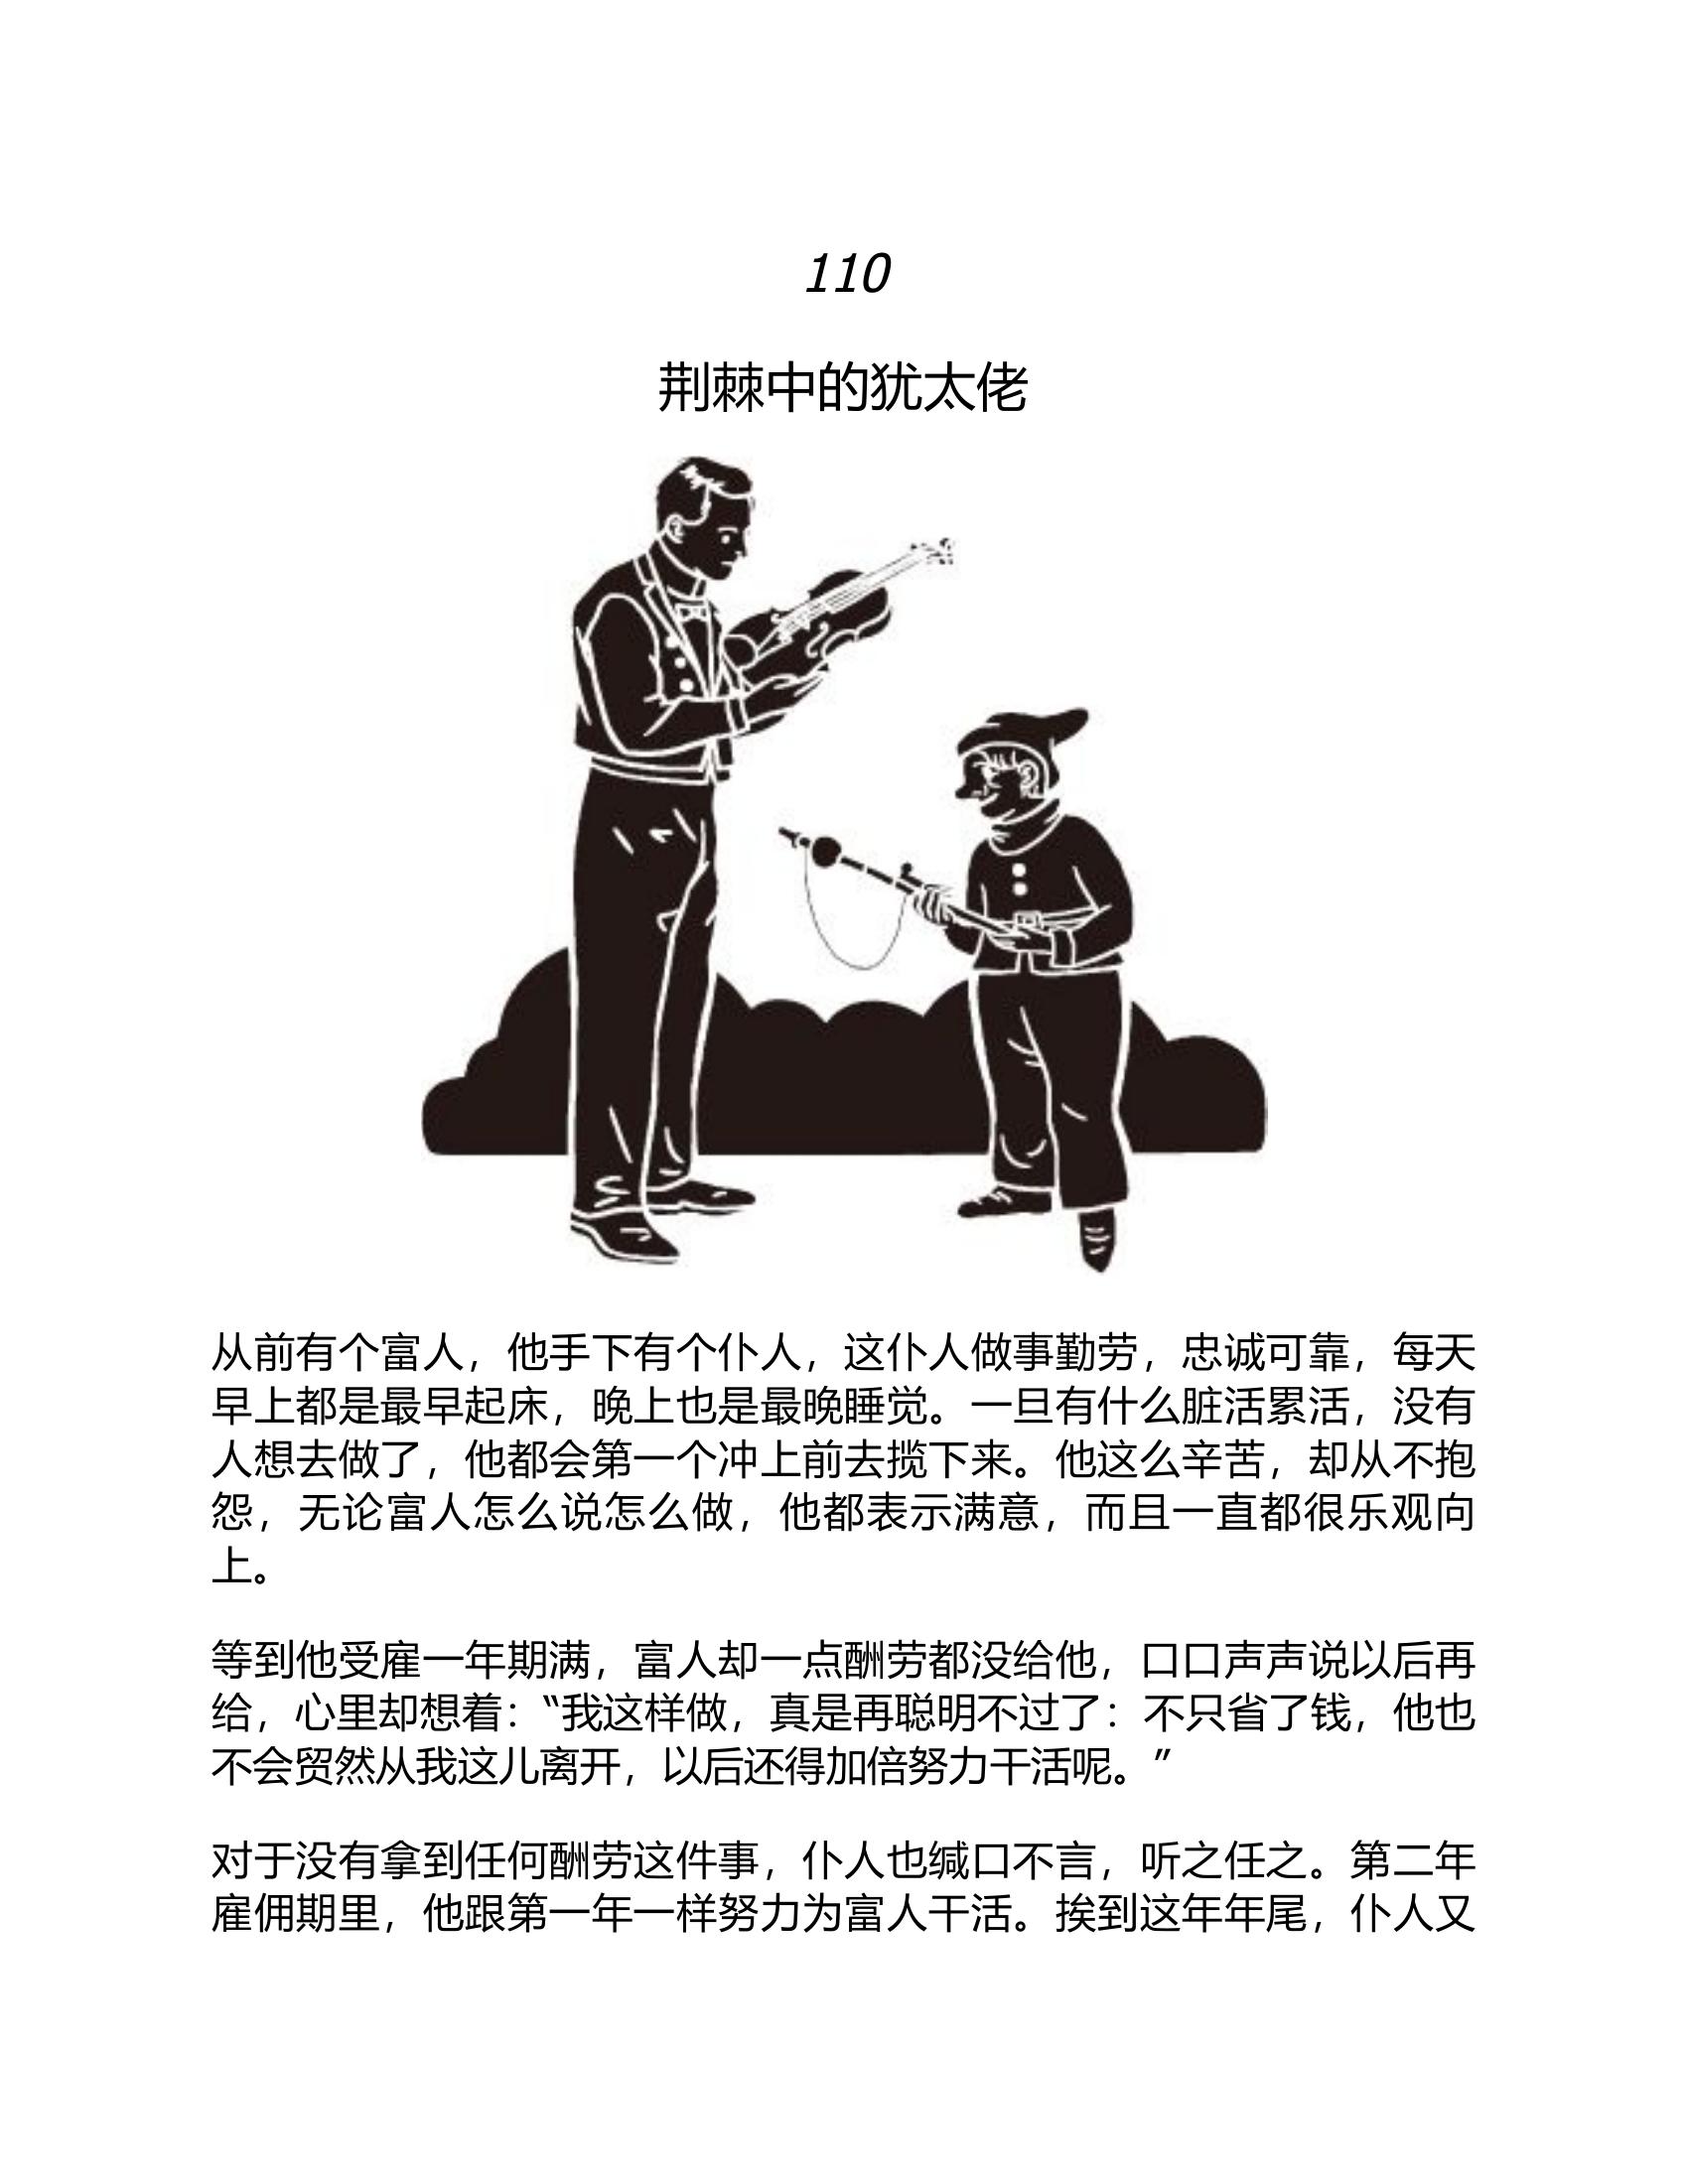 110
荆棘中的犹太佬
从前有个富人，他手下有个仆人，这仆人做事勤劳，忠诚可靠，每天
早上都是最早起床，晚上也是最晚睡觉。一旦有什么脏活累活，没有
人想去做了，他都会第一个冲上前去揽下来。他这么辛苦，却从不抱
怨，无论富人怎么说怎么做，他都表示满意，而且一直都很乐观向
上。
等到他受雇一年期满，富人却一点酬劳都没给他，口口声声说以后再
给，心里却想着：“我这样做，真是再聪明不过了：不只省了钱，他也
不会贸然从我这儿离开，以后还得加倍努力干活呢。”
对于没有拿到任何酬劳这件事，仆人也缄口不言，听之任之。第二年
雇佣期里，他跟第一年一样努力为富人干活。挨到这年年尾，仆人又